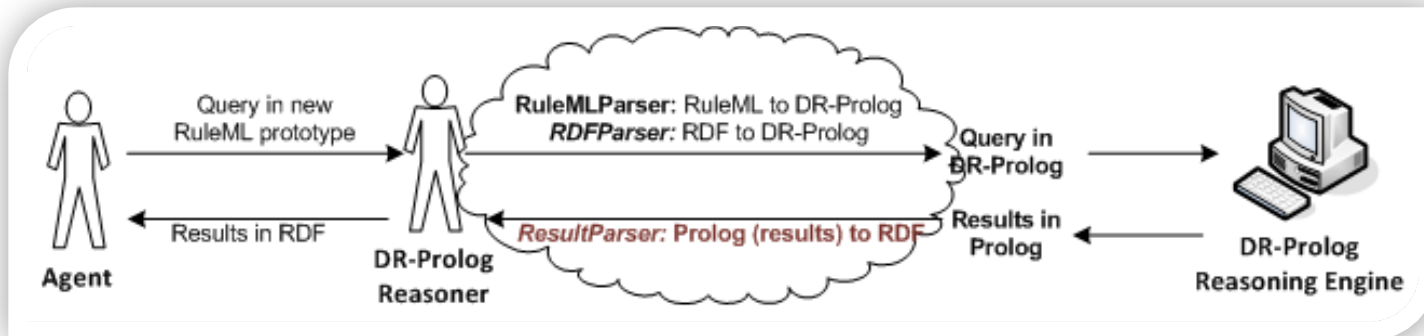 Query in new
RuleML prototype
RuleMLParser: RuleML to DR-Prolog
RDFParser: RDF to DR-Prolog
Query in
DR-Prolog
Results in RDF
ResultParser: Prolog (results) to RDF
Results in
Prolog
Agent
DR-Prolog
Reasoner
DR-Prolog
Reasoning Engine